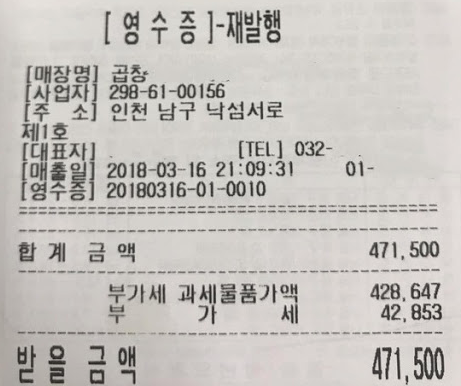 [영수증]-재발행
[매장명] 곱창
[사업자] 298-61-00156
[주 소] 인천 남구 낙섬서로
제1호
[대표자] [TEL] 032-
[매출일] 2018-03-16 21:09:31 01-
[영수증] 20180316-01-0010
합 계 금 액 471,500
부가세 과세물품가액 428,647
부 가 세 42,853
받 을 금 액 471,500